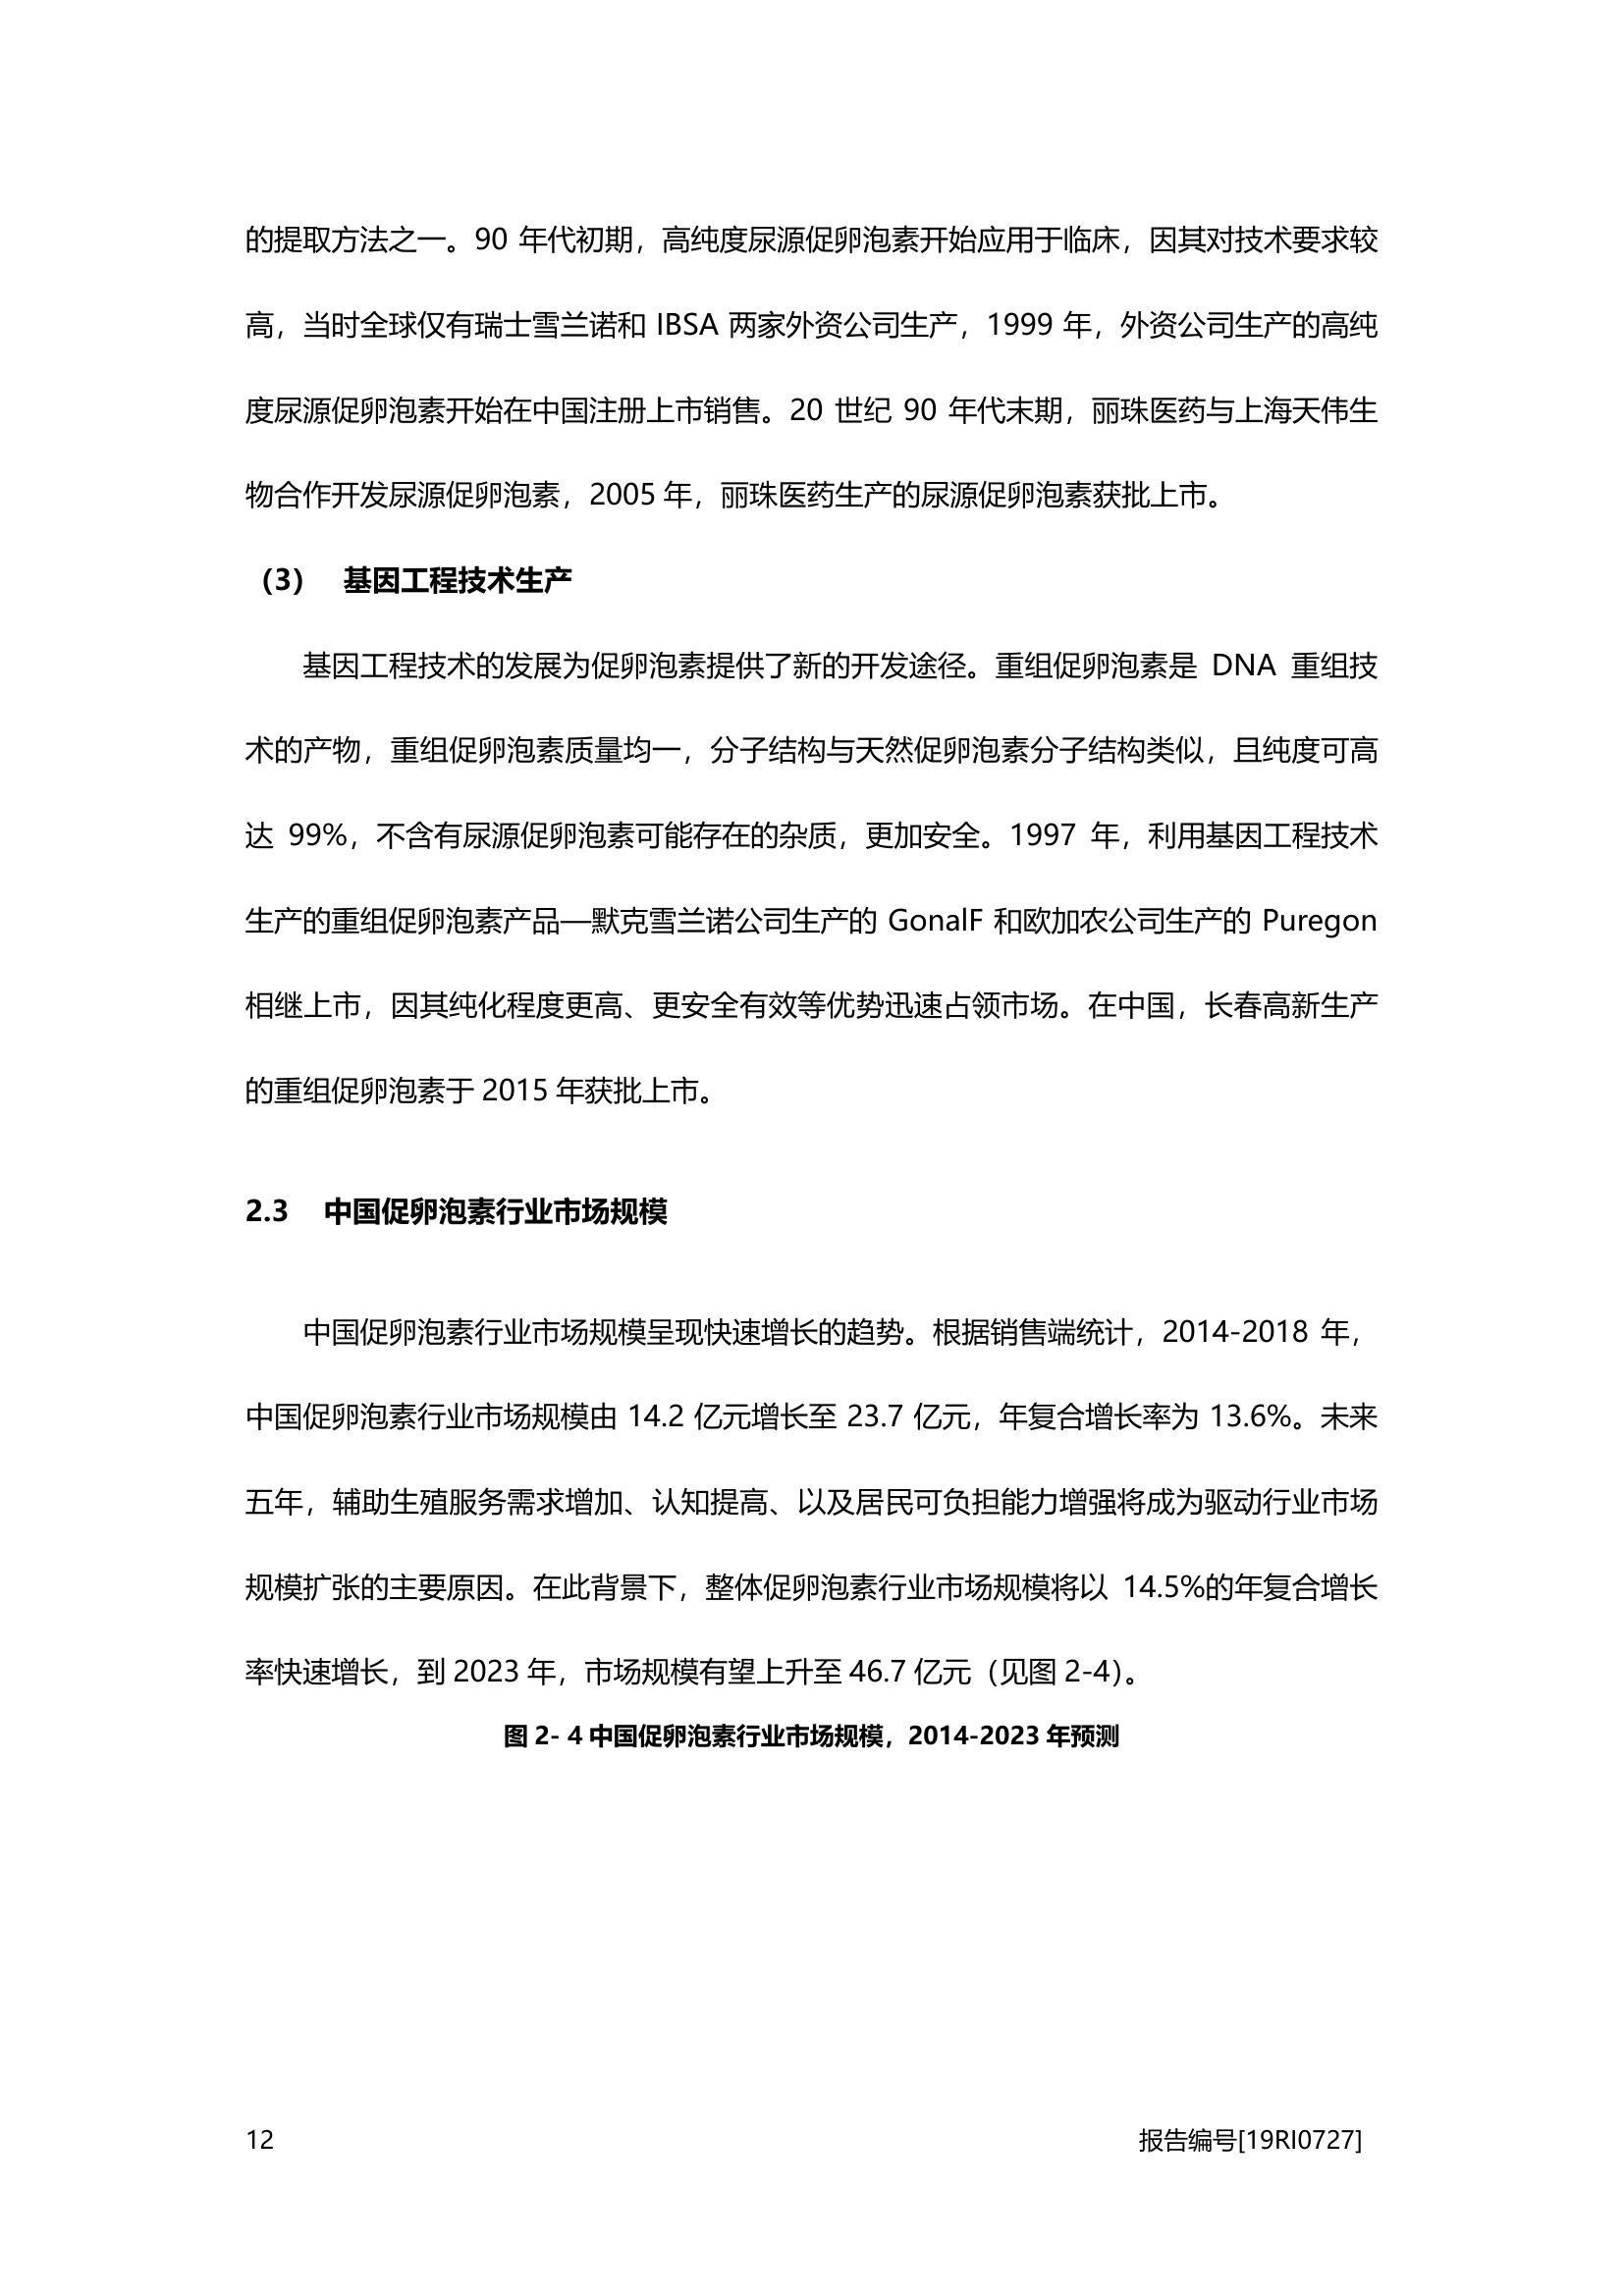 的提取方法之一。90 年代初期，高纯度尿源促卵泡素开始应用于临床，因其对技术要求较
高，当时全球仅有瑞士雪兰诺和 IBSA 两家外资公司生产，1999 年，外资公司生产的高纯
度尿源促卵泡素开始在中国注册上市销售。20 世纪 90 年代末期，丽珠医药与上海天伟生
物合作开发尿源促卵泡素，2005 年，丽珠医药生产的尿源促卵泡素获批上市。
（3） 基因工程技术生产
基因工程技术的发展为促卵泡素提供了新的开发途径。重组促卵泡素是 DNA 重组技
术的产物，重组促卵泡素质量均一，分子结构与天然促卵泡素分子结构类似，且纯度可高
达 99%，不含有尿源促卵泡素可能存在的杂质，更加安全。1997 年，利用基因工程技术
生产的重组促卵泡素产品—默克雪兰诺公司生产的 GonalF 和欧加农公司生产的 Puregon
相继上市，因其纯化程度更高、更安全有效等优势迅速占领市场。在中国，长春高新生产
的重组促卵泡素于 2015 年获批上市。
2.3 中国促卵泡素行业市场规模
中国促卵泡素行业市场规模呈现快速增长的趋势。根据销售端统计，2014-2018 年，
中国促卵泡素行业市场规模由 14.2 亿元增长至 23.7 亿元，年复合增长率为 13.6%。未来
五年，辅助生殖服务需求增加、认知提高、以及居民可负担能力增强将成为驱动行业市场
规模扩张的主要原因。在此背景下，整体促卵泡素行业市场规模将以 14.5%的年复合增长
率快速增长，到 2023 年，市场规模有望上升至 46.7 亿元（见图 2-4）。
图 2- 4 中国促卵泡素行业市场规模，2014-2023 年预测
12 报告编号[19RI0727]